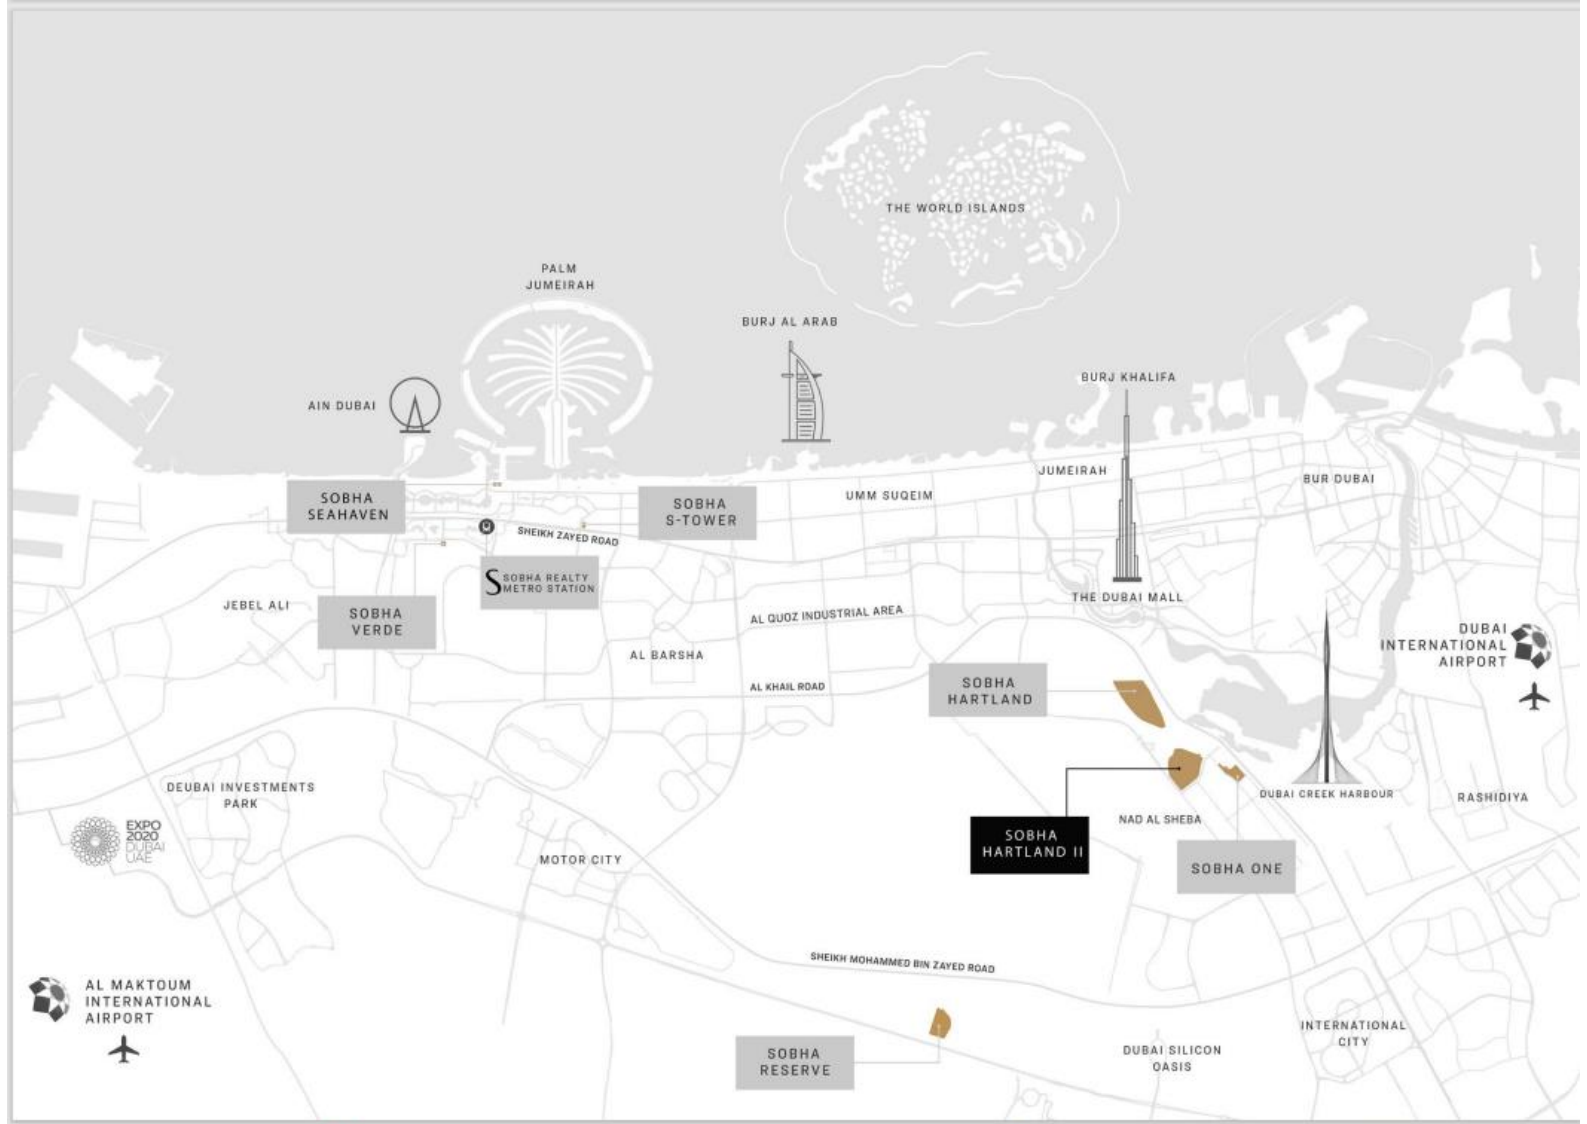 THE WORLD ISLANDS
PALM
JUMEIRAH
BURJ AL ARAB
BURJ KHALIFA
AIN DUBAI
JUMEIRAH
BUR DUBAI
SOBHA
SEAHAVEN
SOBHA
S-TOWER
UMM SUQEIM
SHEIKH ZAYED ROAD
S SOBHA REALTY
METRO STATION
JEBEL ALI
SOBHA
VERDE
AL QUOZ INDUSTRIAL AREA
THE DUBAI MALL
AL BARSHA
DUBAI
INTERNATIONAL
AIRPORT
AL KHAIL ROAD
SOBHA
HARTLAND
DEUBAI INVESTMENTS
PARK
DUBAI CREEK HARBOUR
RASHIDIYA
EXPO
2020
DUBAI
UAE
NAD AL SHEBA
SOBHA
HARTLAND II
MOTOR CITY
SOBHA ONE
SHEIKH MOHAMMED BIN ZAYED ROAD
AL MAKTOUM
INTERNATIONAL
AIRPORT
INTERNATIONAL
CITY
SOBHA
RESERVE
DUBAI SILICON
OASIS